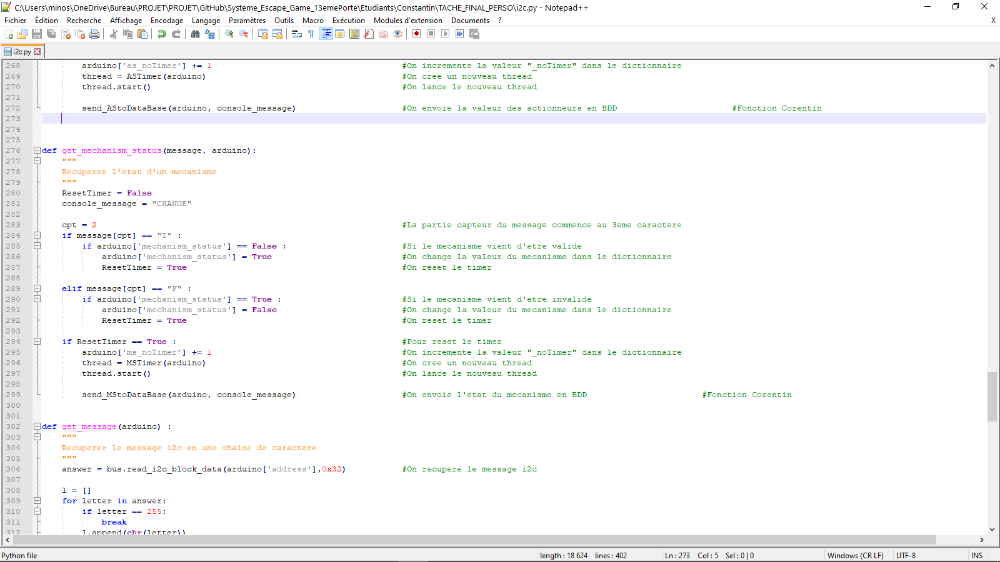 C:\Users\minos\OneDrive\Bureau\PROJET\PROJET\GitHub\Systeme_Escape_Game_13emePorte\Etudiants\Constantin\TACHE_FINAL_PERSO\i2c.py - Notepad++
Fichier Édition Recherche Affichage Encodage Langage Paramètres Outils Macro Exécution Modules d'extension Documents ? X
i2c.py
268 arduino['as_noTimer'] += 1 #On incremente la valeur "_noTimer" dans le dictionnaire
269 thread = ASTimer(arduino) #On cree un nouveau thread
270 thread.start() #On lance le nouveau thread
271
272 send_AStoDataBase(arduino, console_message) #On envoie la valeur des actionneurs en BDD #Fonction Corentin
273
274
275
276 def get_mechanism_status(message, arduino):
277 """
278 Recuperer l'etat d'un mecanisme
279 """
280 ResetTimer = False
281 console_message = "CHANGE"
282
283 cpt = 2 #La partie capteur du message commence au 3eme caractere
284 if message[cpt] == "T" :
285 if arduino['mechanism_status'] == False : #Si le mecanisme vient d'etre valide
286 arduino['mechanism_status'] = True #On change la valeur du mecanisme dans le dictionnaire
287 ResetTimer = True #On reset le timer
288
289 elif message[cpt] == "F" :
290 if arduino['mechanism_status'] == True : #Si le mecanisme vient d'etre invalide
291 arduino['mechanism_status'] = False #On change la valeur du mecanisme dans le dictionnaire
292 ResetTimer = True #On reset le timer
293
294 if ResetTimer == True : #Pour reset le timer
295 arduino['ms_noTimer'] += 1 #On incremente la valeur "_noTimer" dans le dictionnaire
296 thread = MSTimer(arduino) #On cree un nouveau thread
297 thread.start() #On lance le nouveau thread
298
299 send_MStoDataBase(arduino, console_message) #On envoie l'etat du mecanisme en BDD #Fonction Corentin
300
301
302 def get_message(arduino) :
303 """
304 Recuperer le message i2c en une chaine de caractere
305 """
306 answer = bus.read_i2c_block_data(arduino['address'],0x32) #On recupere le message i2c
307
308 l = []
309 for letter in answer:
310 if letter == 255:
311 break
312 l.append(chr(letter))
Python file length : 18 624 lines : 402 Ln : 273 Col : 5 Sel : 0 | 0 Windows (CR LF) UTF-8 INS